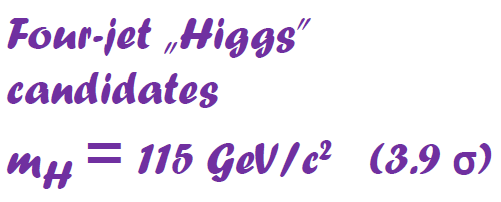 Four-jet „Higgs”
candidates
mH = 115 GeV/c² (3.9 σ)